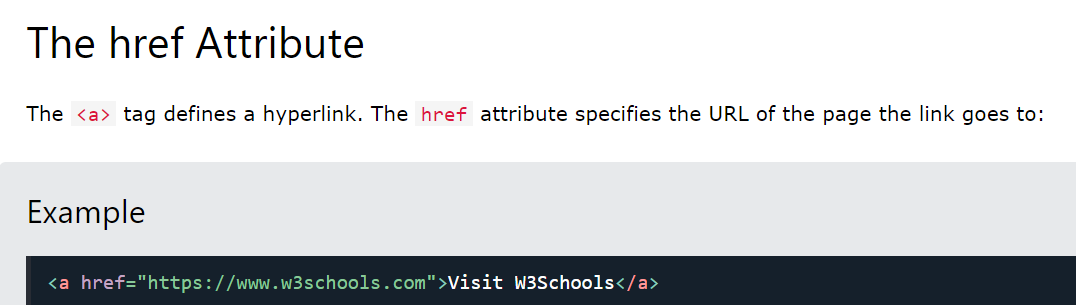 The href Attribute
The <a> tag defines a hyperlink. The href attribute specifies the URL of the page the link goes to:
Example
<a href="https://www.w3schools.com">Visit W3Schools</a>